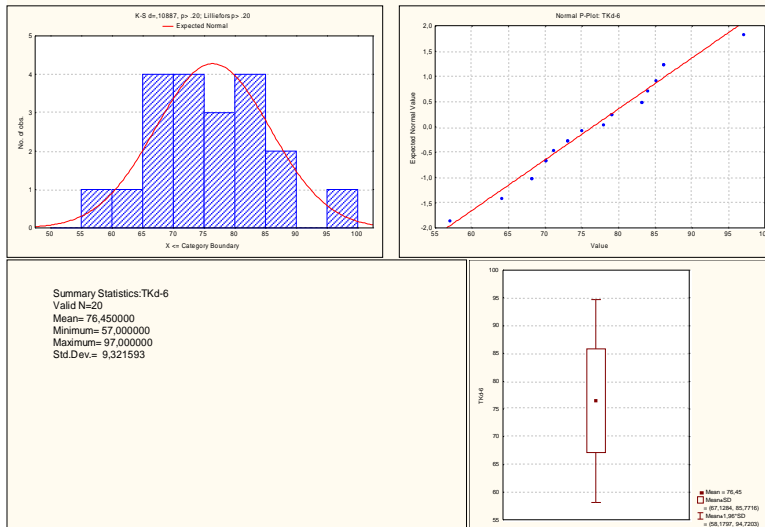 K-S d=,10887, p> .20; Lilliefors p> .20
Expected Normal
5
4
3
2
1
0
No. of obs.
50 55 60 65 70 75 80 85 90 95 100
X <= Category Boundary
Normal P-Plot: TKd-6
2,0
1,5
1,0
0,5
0,0
-0,5
-1,0
-1,5
-2,0
Expected Normal Value
55 60 65 70 75 80 85 90 95 100
Value
Summary Statistics:TKd-6
Valid N=20
Mean= 76,450000
Minimum= 57,000000
Maximum= 97,000000
Std.Dev.= 9,321593
100
95
90
85
80
75
70
65
60
55
TKd-6
Mean = 76,45
Mean±SD
= (67,1284, 85,7716)
Mean±1,96*SD
= (58,1797, 94,7203)